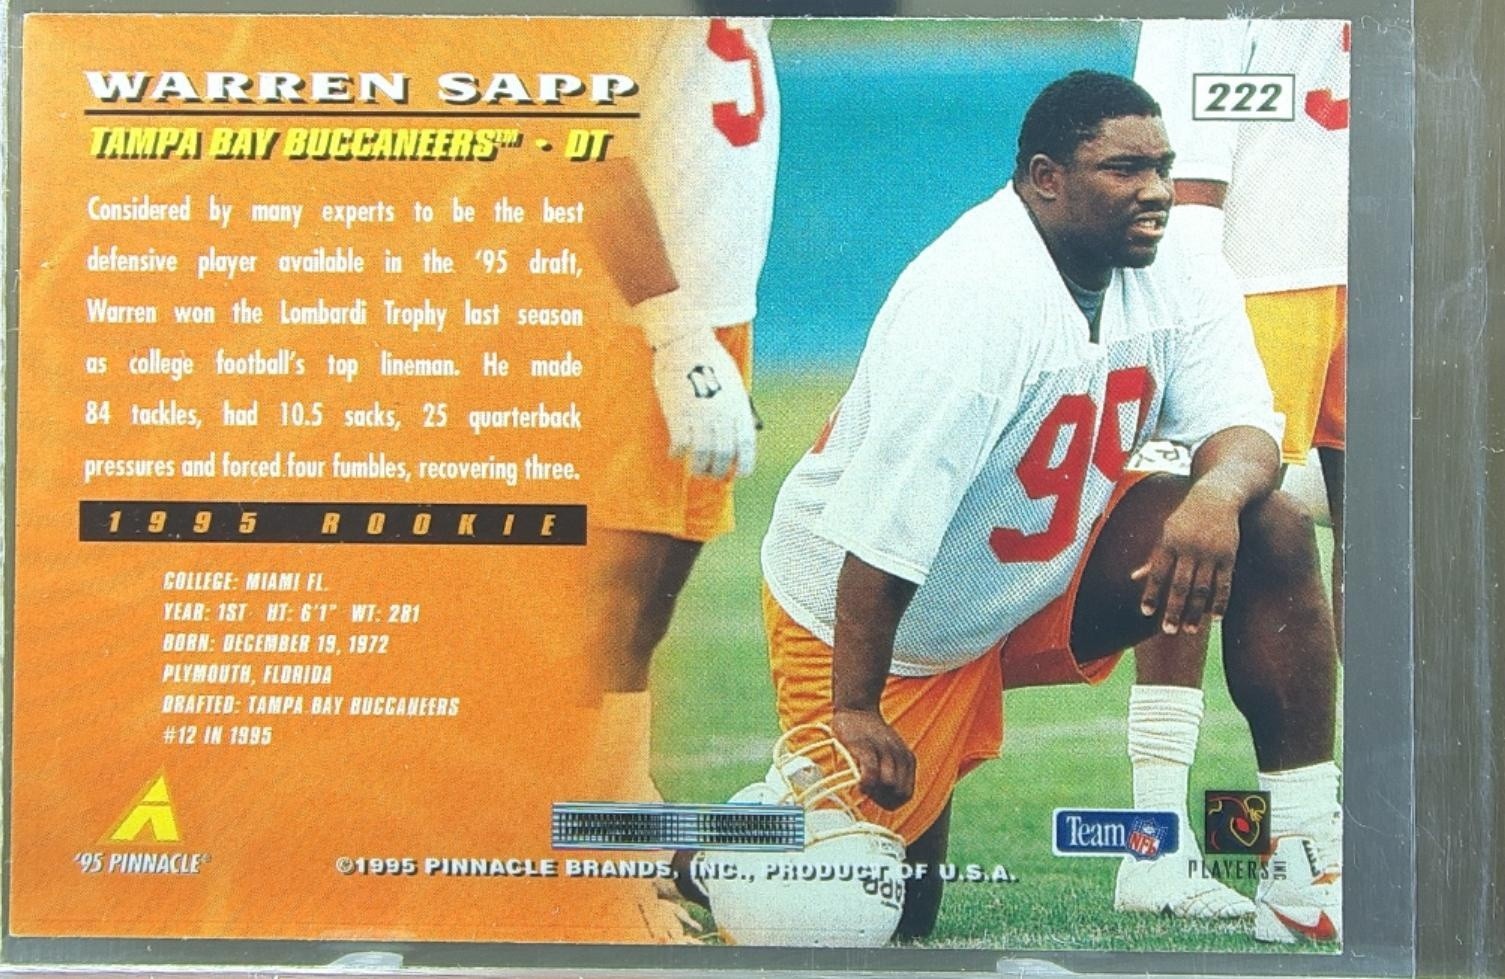 WARREN SAPP
222
TAMPA BAY BUCCANEERS™ • DT
Considered by many experts to be the best
defensive player available in the '95 draft,
Warren won the Lombardi Trophy last season
as college football's top lineman. He made
84 tackles, had 10.5 sacks, 25 quarterback
pressures and forced four fumbles, recovering three.
1995 ROOKIE
COLLEGE: MIAMI FL.
YEAR: 1ST HT: 6'1" WT: 281
BORN: DECEMBER 19, 1972
PLYMOUTH, FLORIDA
DRAFTED: TAMPA BAY BUCCANEERS
#12 IN 1995
99
'95 PINNACLE®
©1995 PINNACLE BRANDS, INC., PRODUCT OF U.S.A.
Team NFL
PLAYERS INC